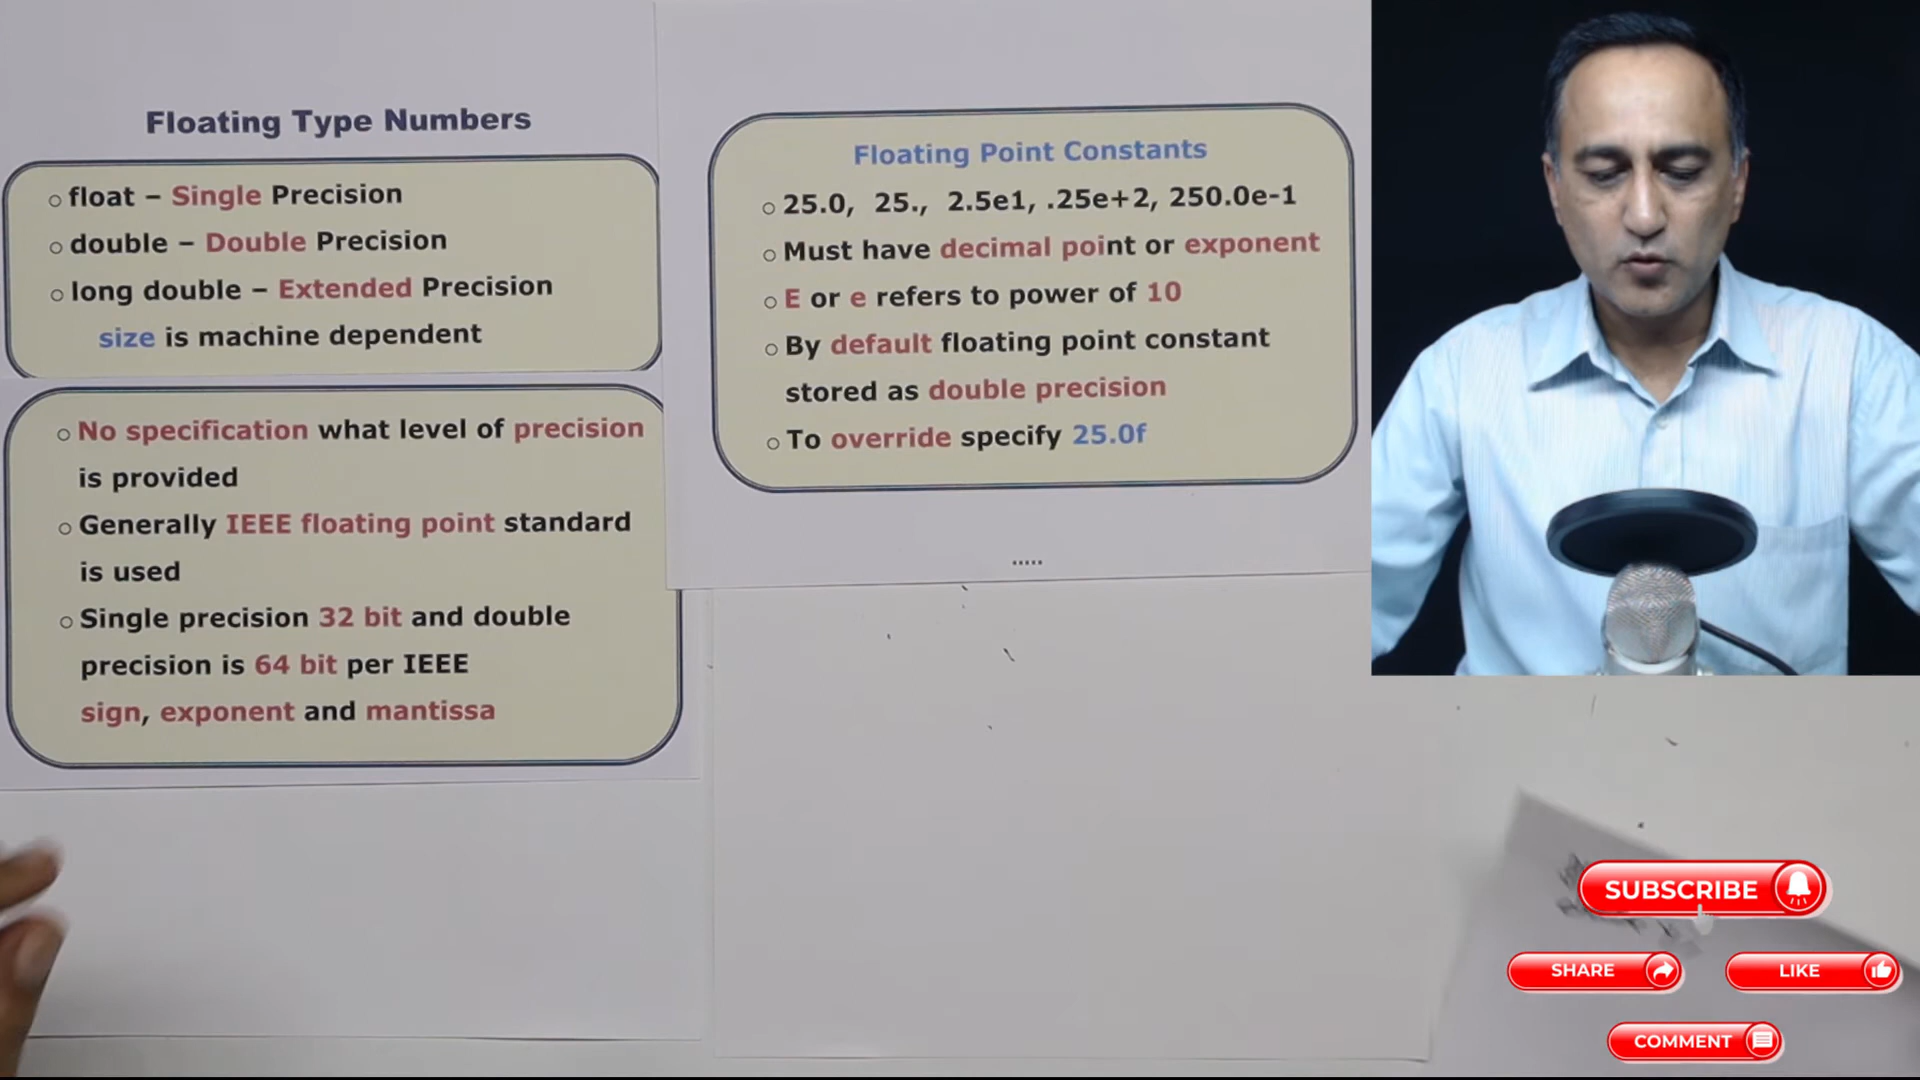 Floating Type Numbers
float – Single Precision
double – Double Precision
long double – Extended Precision
size is machine dependent
No specification what level of precision
is provided
Generally IEEE floating point standard
is used
Single precision 32 bit and double
precision is 64 bit per IEEE
sign, exponent and mantissa
Floating Point Constants
25.0, 25., 2.5e1, .25e+2, 250.0e-1
Must have decimal point or exponent
E or e refers to power of 10
By default floating point constant
stored as double precision
To override specify 25.0f
.....
SUBSCRIBE
SHARE
LIKE
COMMENT